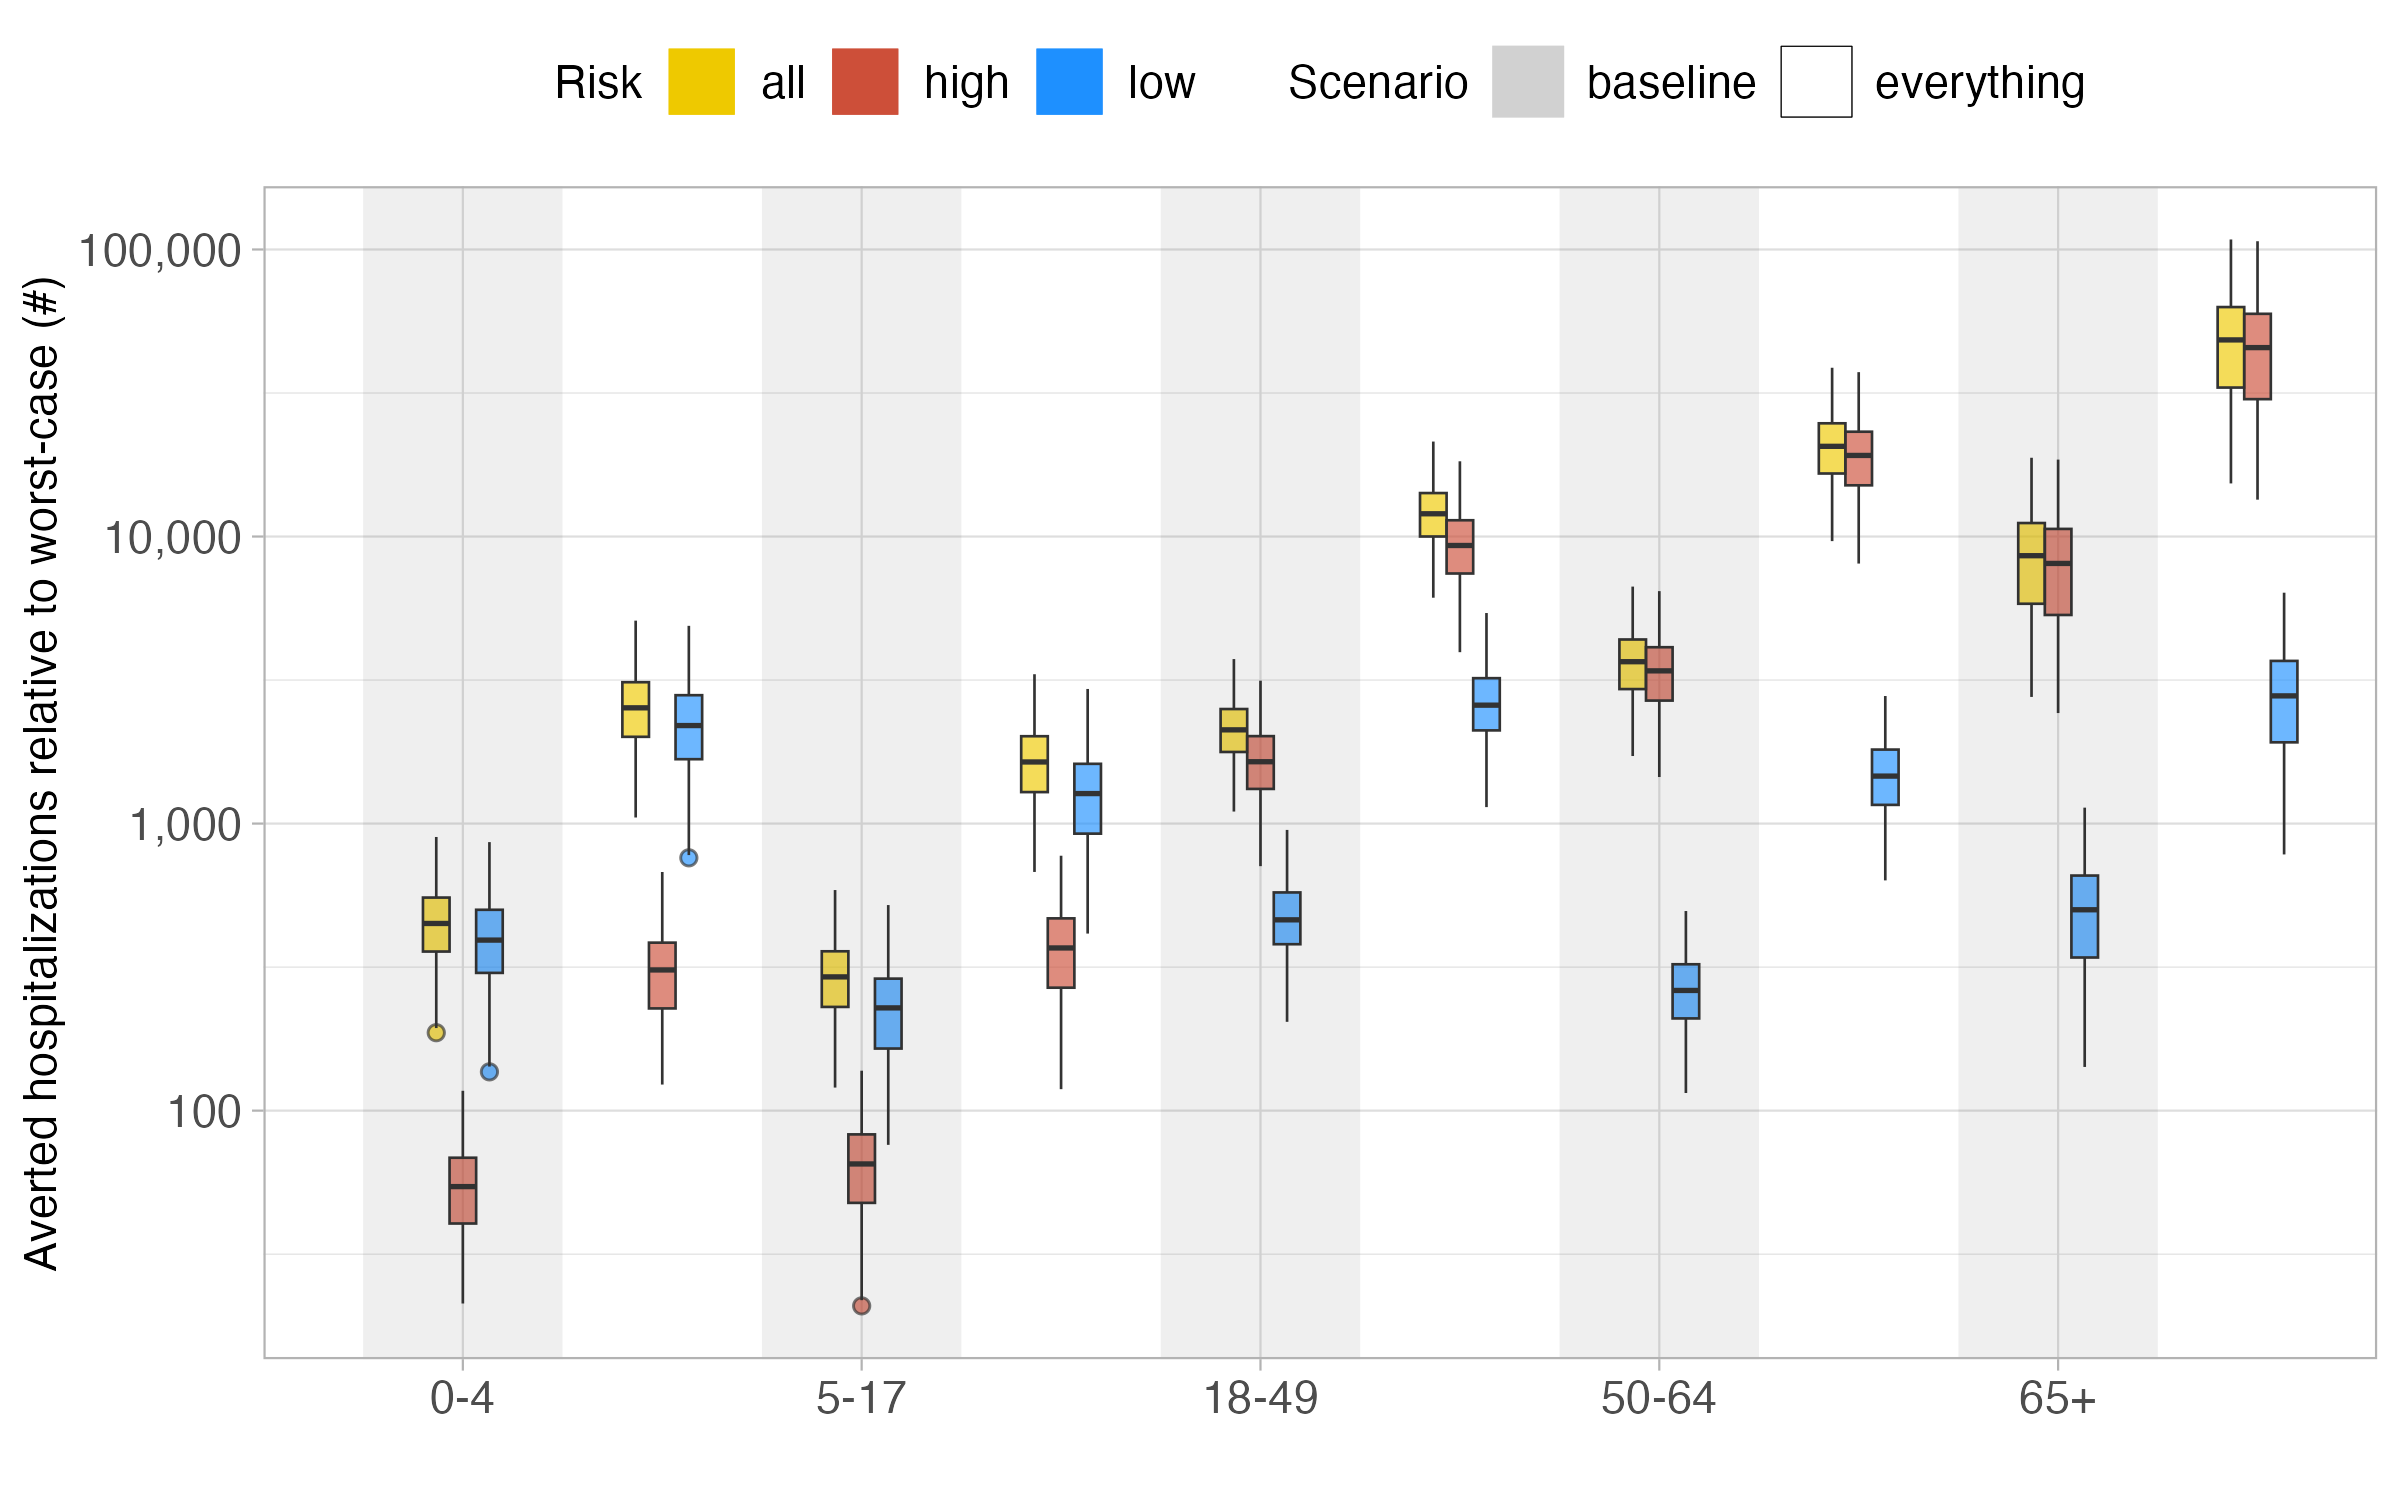 Risk all high low Scenario baseline everything
Averted hospitalizations relative to worst-case (#)
100,000
10,000
1,000
100
0-4 5-17 18-49 50-64 65+